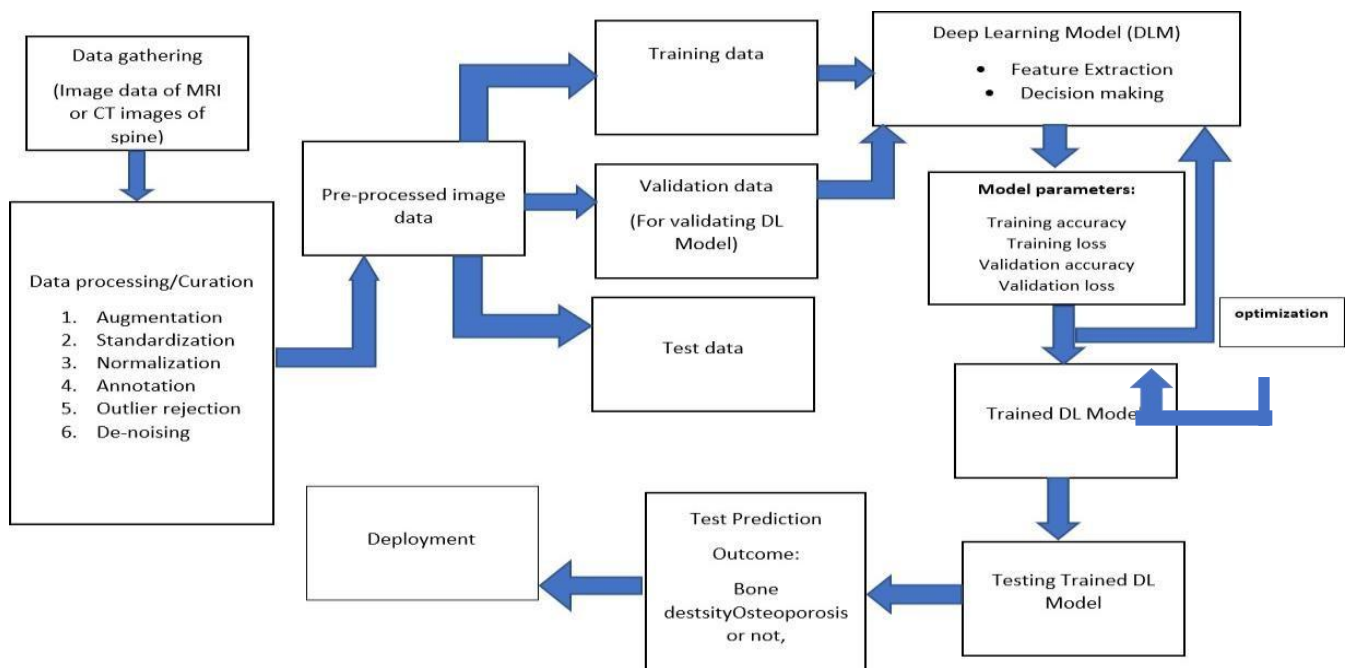 Data gathering
(Image data of MRI
or CT images of
spine)
Data processing/Curation
1. Augmentation
2. Standardization
3. Normalization
4. Annotation
5. Outlier rejection
6. De-noising
Pre-processed image
data
Training data
Validation data
(For validating DL
Model)
Test data
Deep Learning Model (DLM)
• Feature Extraction
• Decision making
Model parameters:
Training accuracy
Training loss
Validation accuracy
Validation loss
optimization
Trained DL Model
Testing Trained DL
Model
Test Prediction
Outcome:
Bone
destsityOsteoporosis
or not,
Deployment